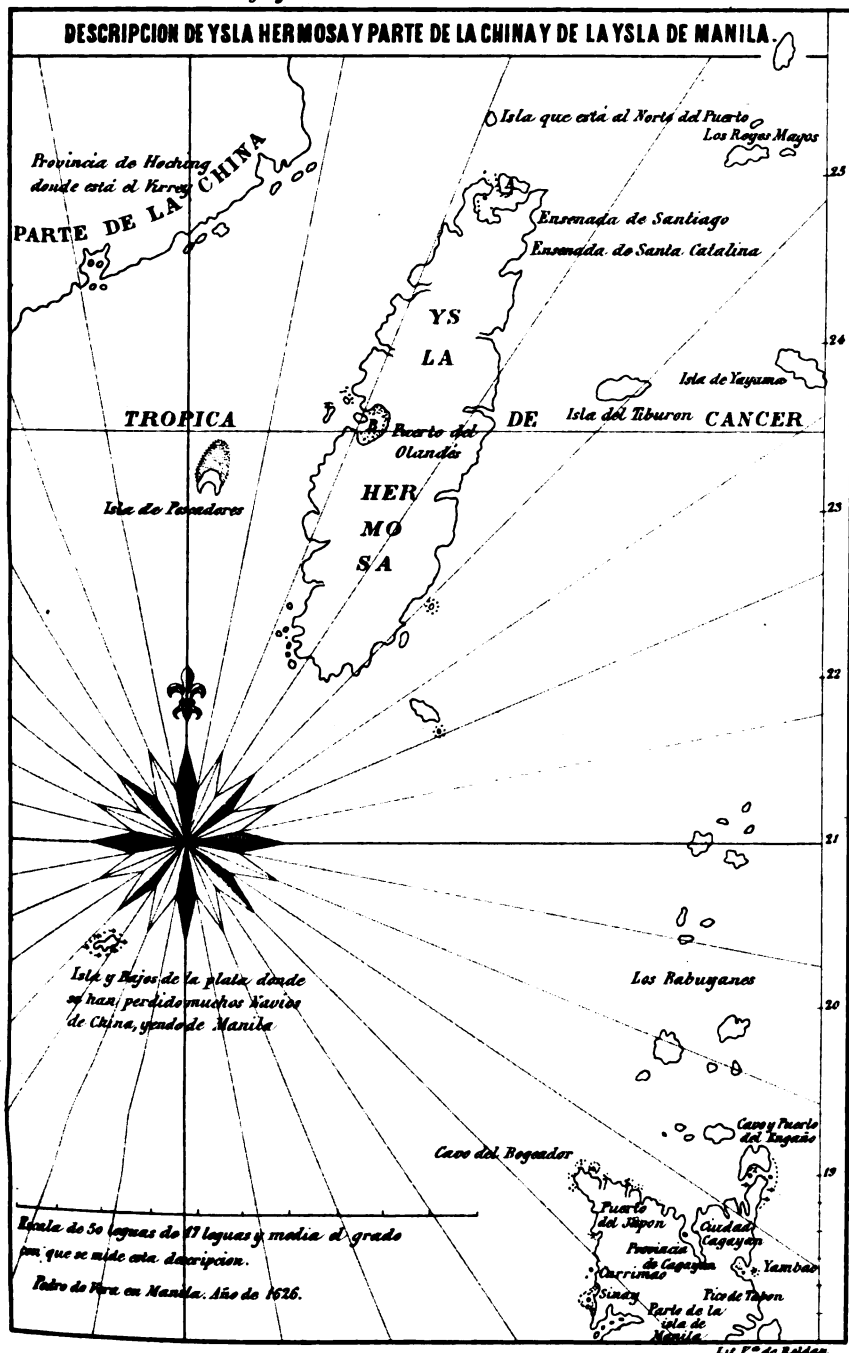 DESCRIPCION DE YSLA HERMOSA Y PARTE DE LA CHINA Y DE LA YSLA DE MANILA.
Isla que está al Norte del Puerto
Los Reyes Mayos
Provincia de Hoching
donde está el Virrey
PARTE DE LA CHINA
25
A
Ensenada de Santiago
Ensenada de Santa Catalina
YS
LA
24
Isla de Yayama
Isla del Tiburon
TROPICA
DE
CANCER
B
Puerto del
Olandés
Isla de Pescadores
HER
MO
SA
23
22
21
Isla y Bajos de la plata donde
se han perdido muchos Navios
de China, yendo de Manila
Los Babuyanes
20
Cavo y Puerto
del Engaño
Cavo del Bogeador
19
Puerto
del Japon
Ciudad
Cagayan
Provincia
de Cagayan
Yambao
Currimao
Sinay
Pico de Tapon
Parte de la
isla de
Manila
Escala de 50 leguas de 17 leguas y media el grado
con que se mide esta descripcion.
Pedro de Vera en Manila. Año de 1626.
Lit. V.da de Roldan